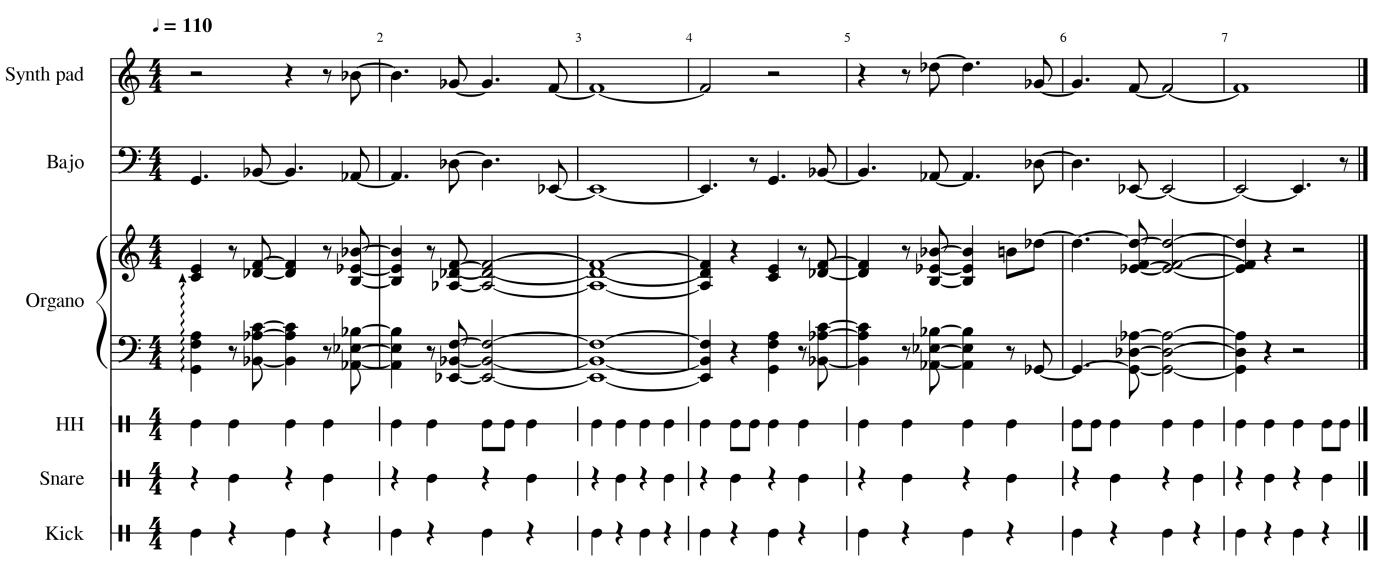 ♩ = 110
2 3 4 5 6 7
Synth pad
Bajo
Organo
HH
Snare
Kick